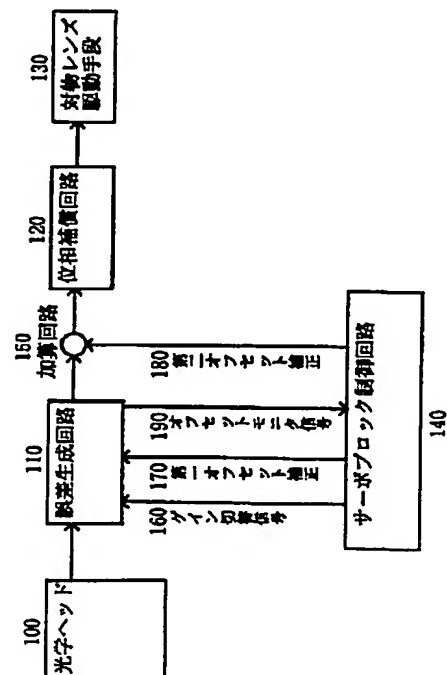 100
光学ヘッド
110
誤差生成回路
150
加算回路
120
位相補償回路
130
対物レンズ
駆動手段
160
ゲイン切替信号
170
第一オフセット補正
190
オフセットモニタ信号
180
第二オフセット補正
サーボブロック制御回路
140